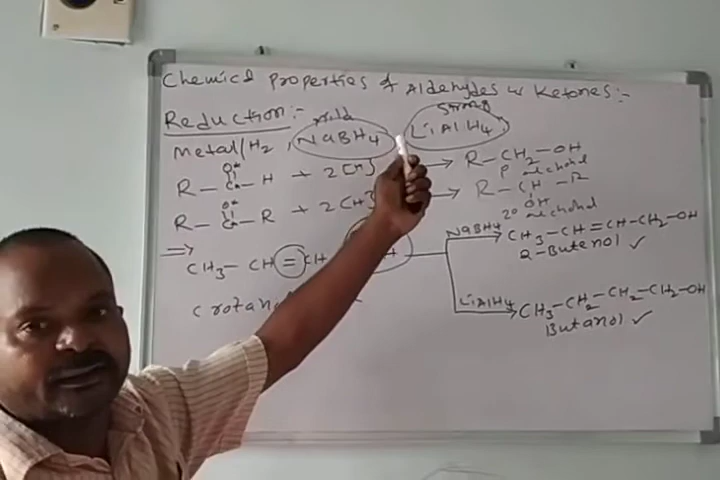 Chemical Properties of Aldehydes & Ketones:-
Reduction:- mild strong
Metal/H2, NaBH4 LiAlH4
R-C-H + 2[H] → R-CH2-OH
1° alcohol
R-C-R + 2[H] → R-CH-R
OH
2° alcohol
⇒ CH3-CH=CH
NaBH4 CH3-CH=CH-CH2-OH
2-Butenol ✓
LiAlH4 CH3-CH2-CH2-CH2-OH
Butanol ✓